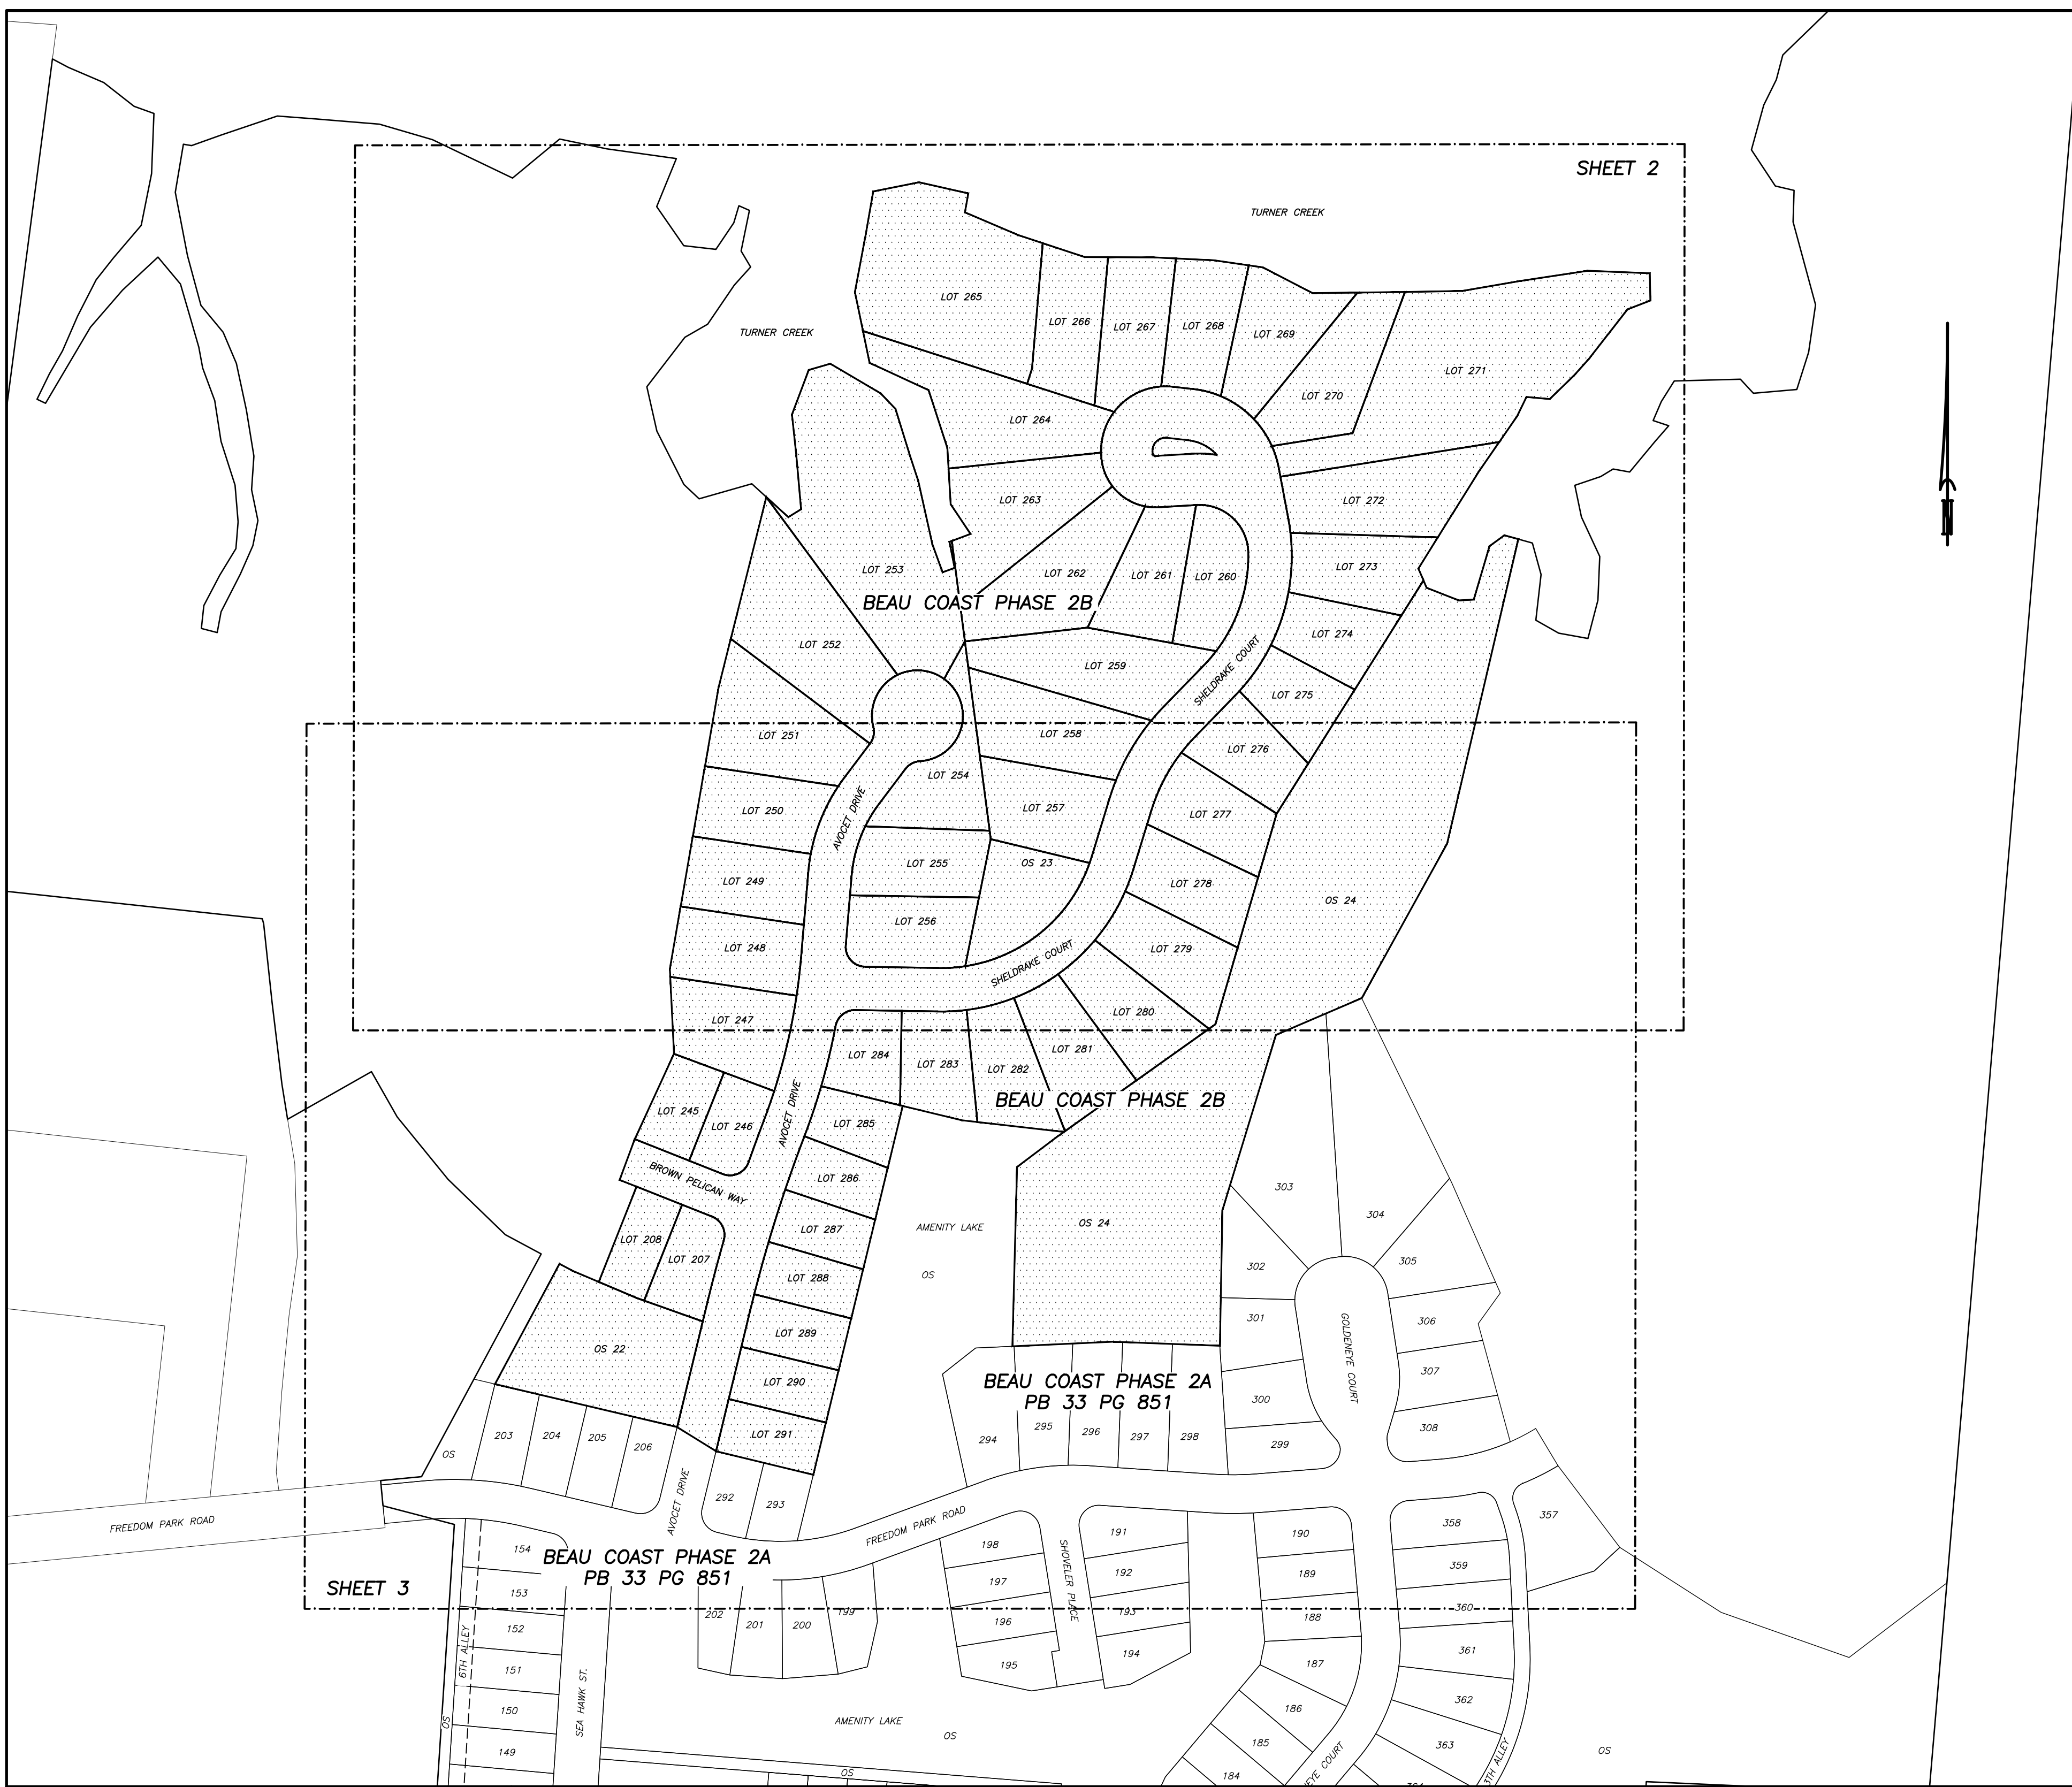 SHEET 2
TURNER CREEK
TURNER CREEK
LOT 265
LOT 266
LOT 267
LOT 268
LOT 269
LOT 270
LOT 271
LOT 264
LOT 263
LOT 272
N
LOT 253
LOT 262
LOT 261
LOT 260
LOT 273
BEAU COAST PHASE 2B
LOT 252
LOT 259
SHELDRAKE COURT
LOT 274
LOT 275
LOT 251
LOT 258
LOT 276
LOT 254
LOT 250
AVOCET DRIVE
LOT 257
LOT 277
LOT 249
LOT 255
OS 23
LOT 278
OS 24
LOT 256
LOT 248
SHELDRAKE COURT
LOT 279
LOT 247
LOT 280
LOT 284
LOT 283
LOT 282
LOT 281
BEAU COAST PHASE 2B
LOT 245
LOT 246
AVOCET DRIVE
LOT 285
BROWN PELICAN WAY
LOT 286
LOT 208
LOT 207
LOT 287
AMENITY LAKE
OS
OS 24
303
304
302
305
LOT 288
LOT 289
OS 22
301
GOLDENEYE COURT
306
LOT 290
BEAU COAST PHASE 2A
PB 33 PG 851
307
300
LOT 291
294
295
296
297
298
299
308
OS
203
204
205
206
AVOCET DRIVE
292
293
FREEDOM PARK ROAD
FREEDOM PARK ROAD
357
154
BEAU COAST PHASE 2A
PB 33 PG 851
SHEET 3
198
SHOVELER PLACE
191
190
358
153
197
192
189
359
202
201
200
199
196
193
188
360
152
6TH ALLEY
195
194
187
361
151
SEA HAWK ST.
186
362
150
OS
AMENITY LAKE
OS
185
363
149
OS
184
EYE COURT
3TH ALLEY
OS